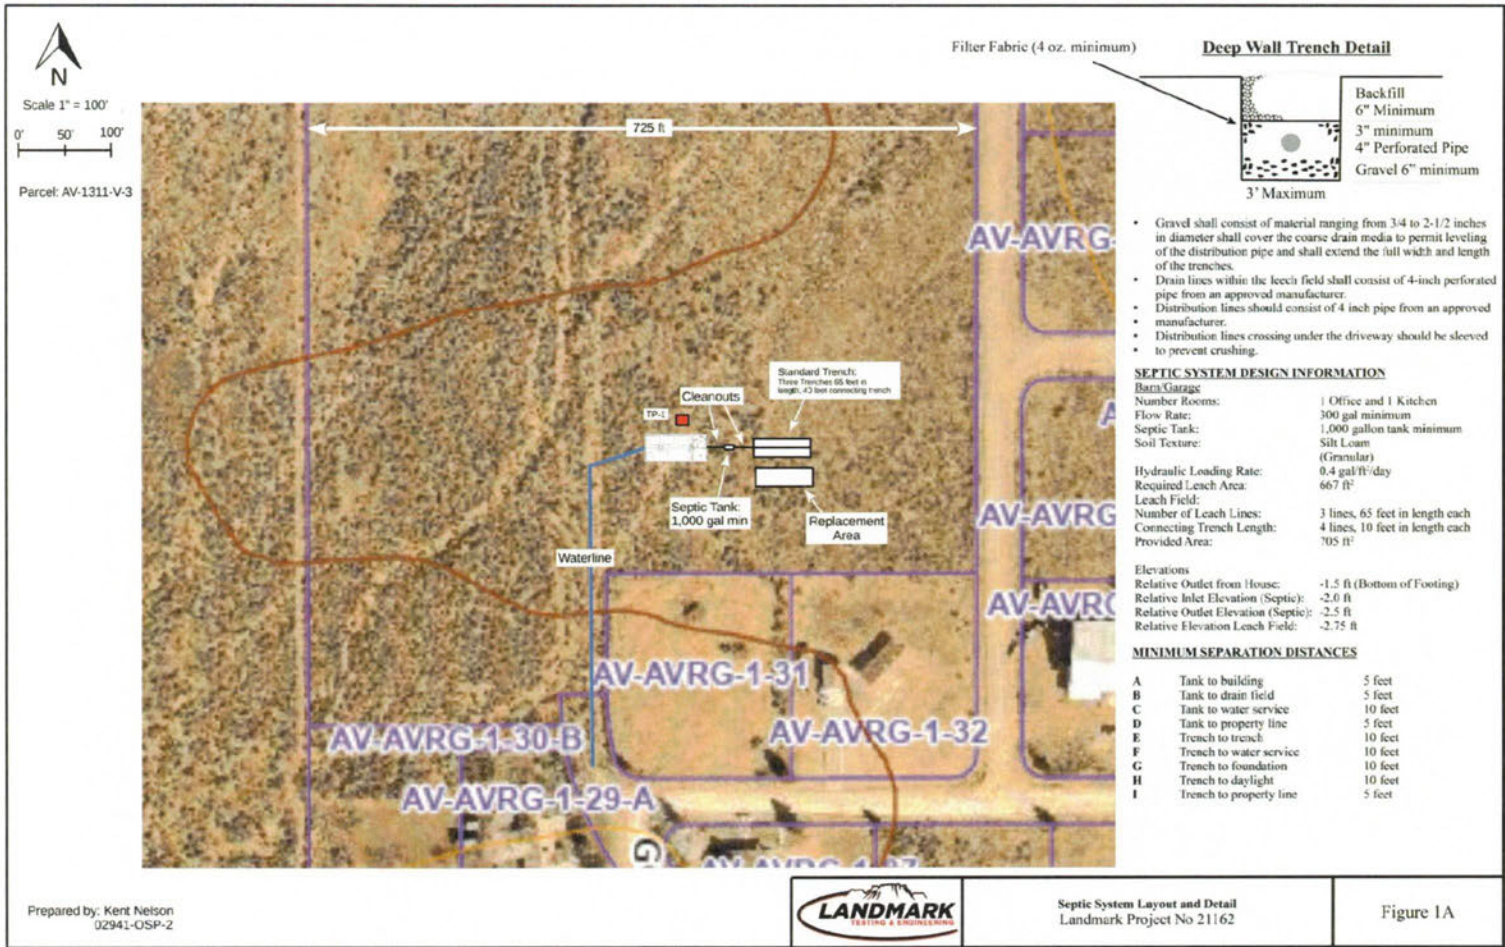 N
Scale 1" = 100'
0' 50' 100'
Parcel: AV-1311-V-3
725 ft
AV-AVRG-
TP-1
Cleanouts
Standard Trench:
Three Trenches 65 feet in
length, 43 feet connecting trench
Septic Tank:
1,000 gal min
Replacement
Area
Waterline
AV-AVRG
AV-AVRG
AV-AVRG-1-31
AV-AVRG-1-32
AV-AVRG-1-30-B
AV-AVRG-1-29-A
Filter Fabric (4 oz. minimum)
Deep Wall Trench Detail
Backfill
6" Minimum
3" minimum
4" Perforated Pipe
Gravel 6" minimum
3' Maximum
• Gravel shall consist of material ranging from 3/4 to 2-1/2 inches
in diameter shall cover the coarse drain media to permit leveling
of the distribution pipe and shall extend the full width and length
of the trenches.
• Drain lines within the leech field shall consist of 4-inch perforated
pipe from an approved manufacturer.
• Distribution lines should consist of 4 inch pipe from an approved
• manufacturer.
• Distribution lines crossing under the driveway should be sleeved
• to prevent crushing.
SEPTIC SYSTEM DESIGN INFORMATION
Barn/Garage
Number Rooms: 1 Office and 1 Kitchen
Flow Rate: 300 gal minimum
Septic Tank: 1,000 gallon tank minimum
Soil Texture: Silt Loam
(Granular)
Hydraulic Loading Rate: 0.4 gal/ft²/day
Required Leach Area: 667 ft²
Leach Field:
Number of Leach Lines: 3 lines, 65 feet in length each
Connecting Trench Length: 4 lines, 10 feet in length each
Provided Area: 705 ft²
Elevations
Relative Outlet from House: -1.5 ft (Bottom of Footing)
Relative Inlet Elevation (Septic): -2.0 ft
Relative Outlet Elevation (Septic): -2.5 ft
Relative Elevation Leach Field: -2.75 ft
MINIMUM SEPARATION DISTANCES
A Tank to building 5 feet
B Tank to drain field 5 feet
C Tank to water service 10 feet
D Tank to property line 5 feet
E Trench to trench 10 feet
F Trench to water service 10 feet
G Trench to foundation 10 feet
H Trench to daylight 10 feet
I Trench to property line 5 feet
Prepared by: Kent Nelson
02941-OSP-2
LANDMARK
TESTING & ENGINEERING
Septic System Layout and Detail
Landmark Project No 21162
Figure 1A